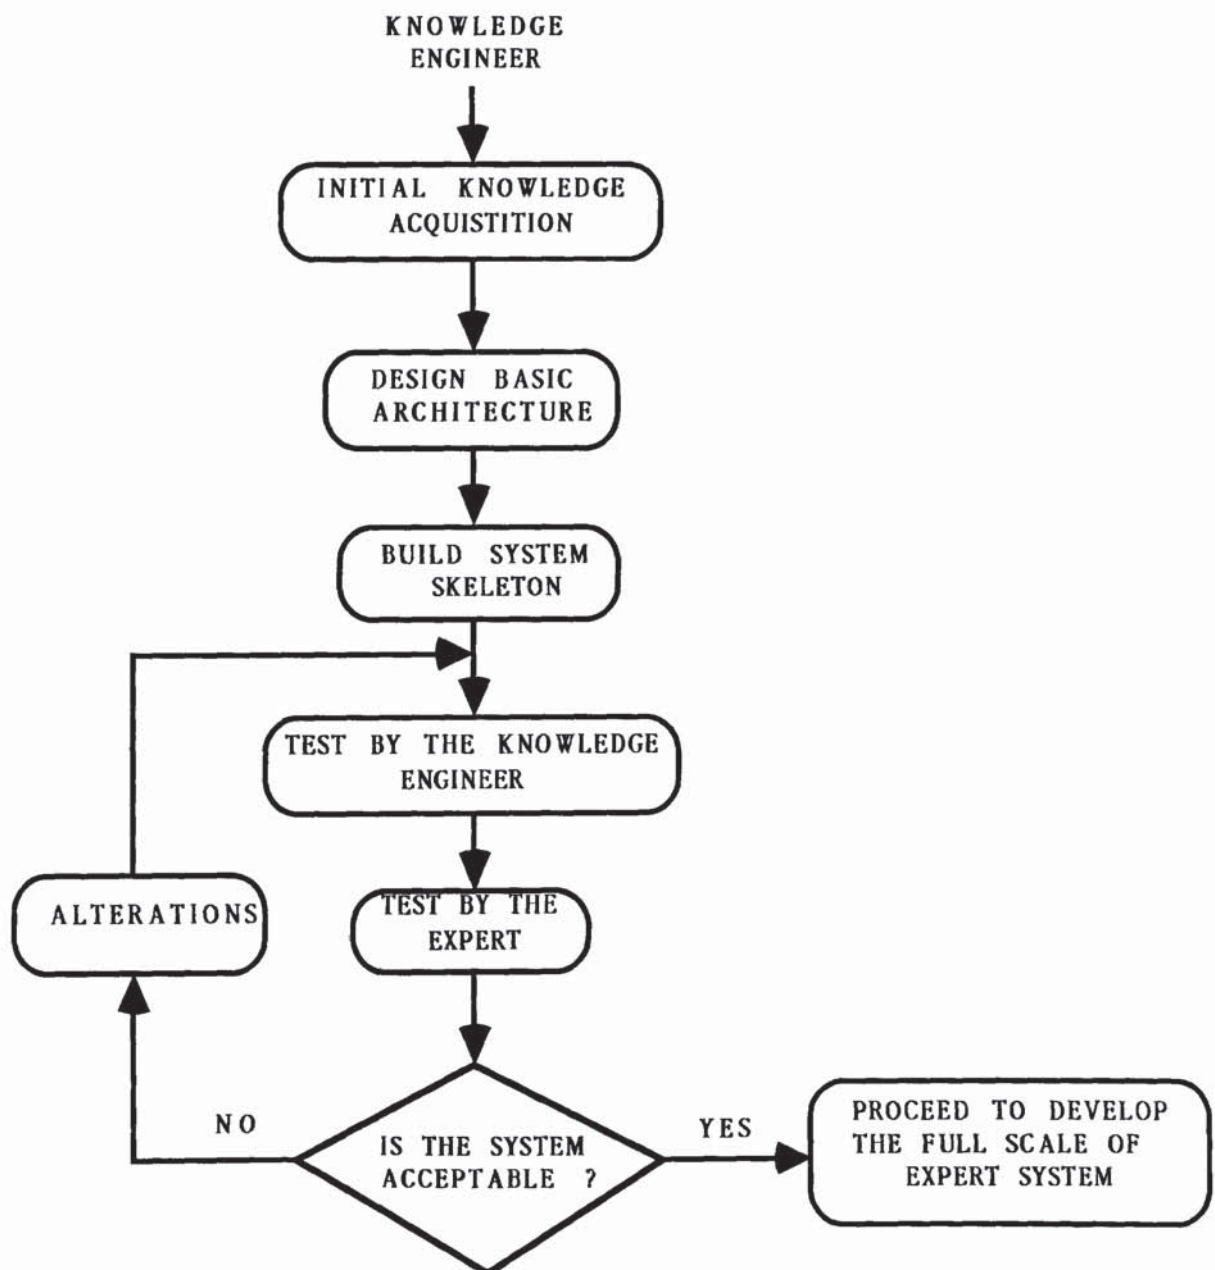 KNOWLEDGE
ENGINEER
INITIAL KNOWLEDGE
ACQUISTITION
DESIGN BASIC
ARCHITECTURE
BUILD SYSTEM
SKELETON
TEST BY THE KNOWLEDGE
ENGINEER
ALTERATIONS
TEST BY THE
EXPERT
NO
IS THE SYSTEM
ACCEPTABLE ?
YES
PROCEED TO DEVELOP
THE FULL SCALE OF
EXPERT SYSTEM